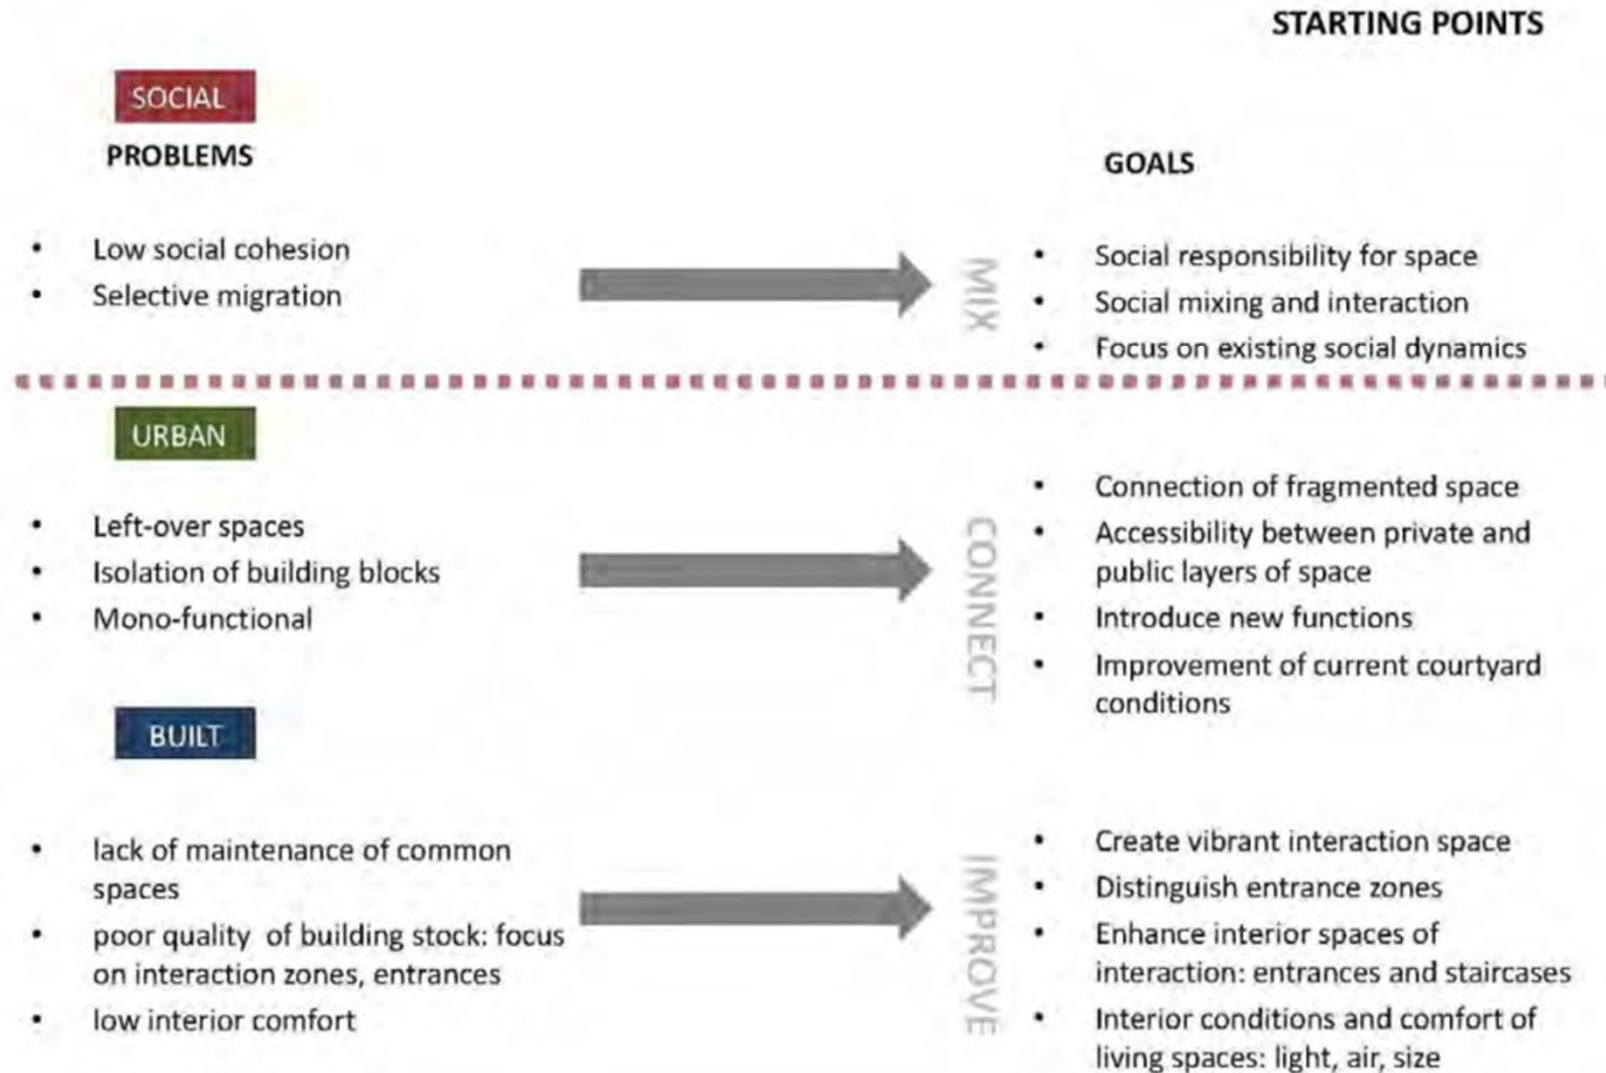 STARTING POINTS
SOCIAL
PROBLEMS
GOALS
• Low social cohesion
• Selective migration
MIX
• Social responsibility for space
• Social mixing and interaction
• Focus on existing social dynamics
URBAN
• Left-over spaces
• Isolation of building blocks
• Mono-functional
CONNECT
• Connection of fragmented space
• Accessibility between private and
public layers of space
• Introduce new functions
• Improvement of current courtyard
conditions
BUILT
• lack of maintenance of common
spaces
• poor quality of building stock: focus
on interaction zones, entrances
• low interior comfort
IMPROVE
• Create vibrant interaction space
• Distinguish entrance zones
• Enhance interior spaces of
interaction: entrances and staircases
• Interior conditions and comfort of
living spaces: light, air, size